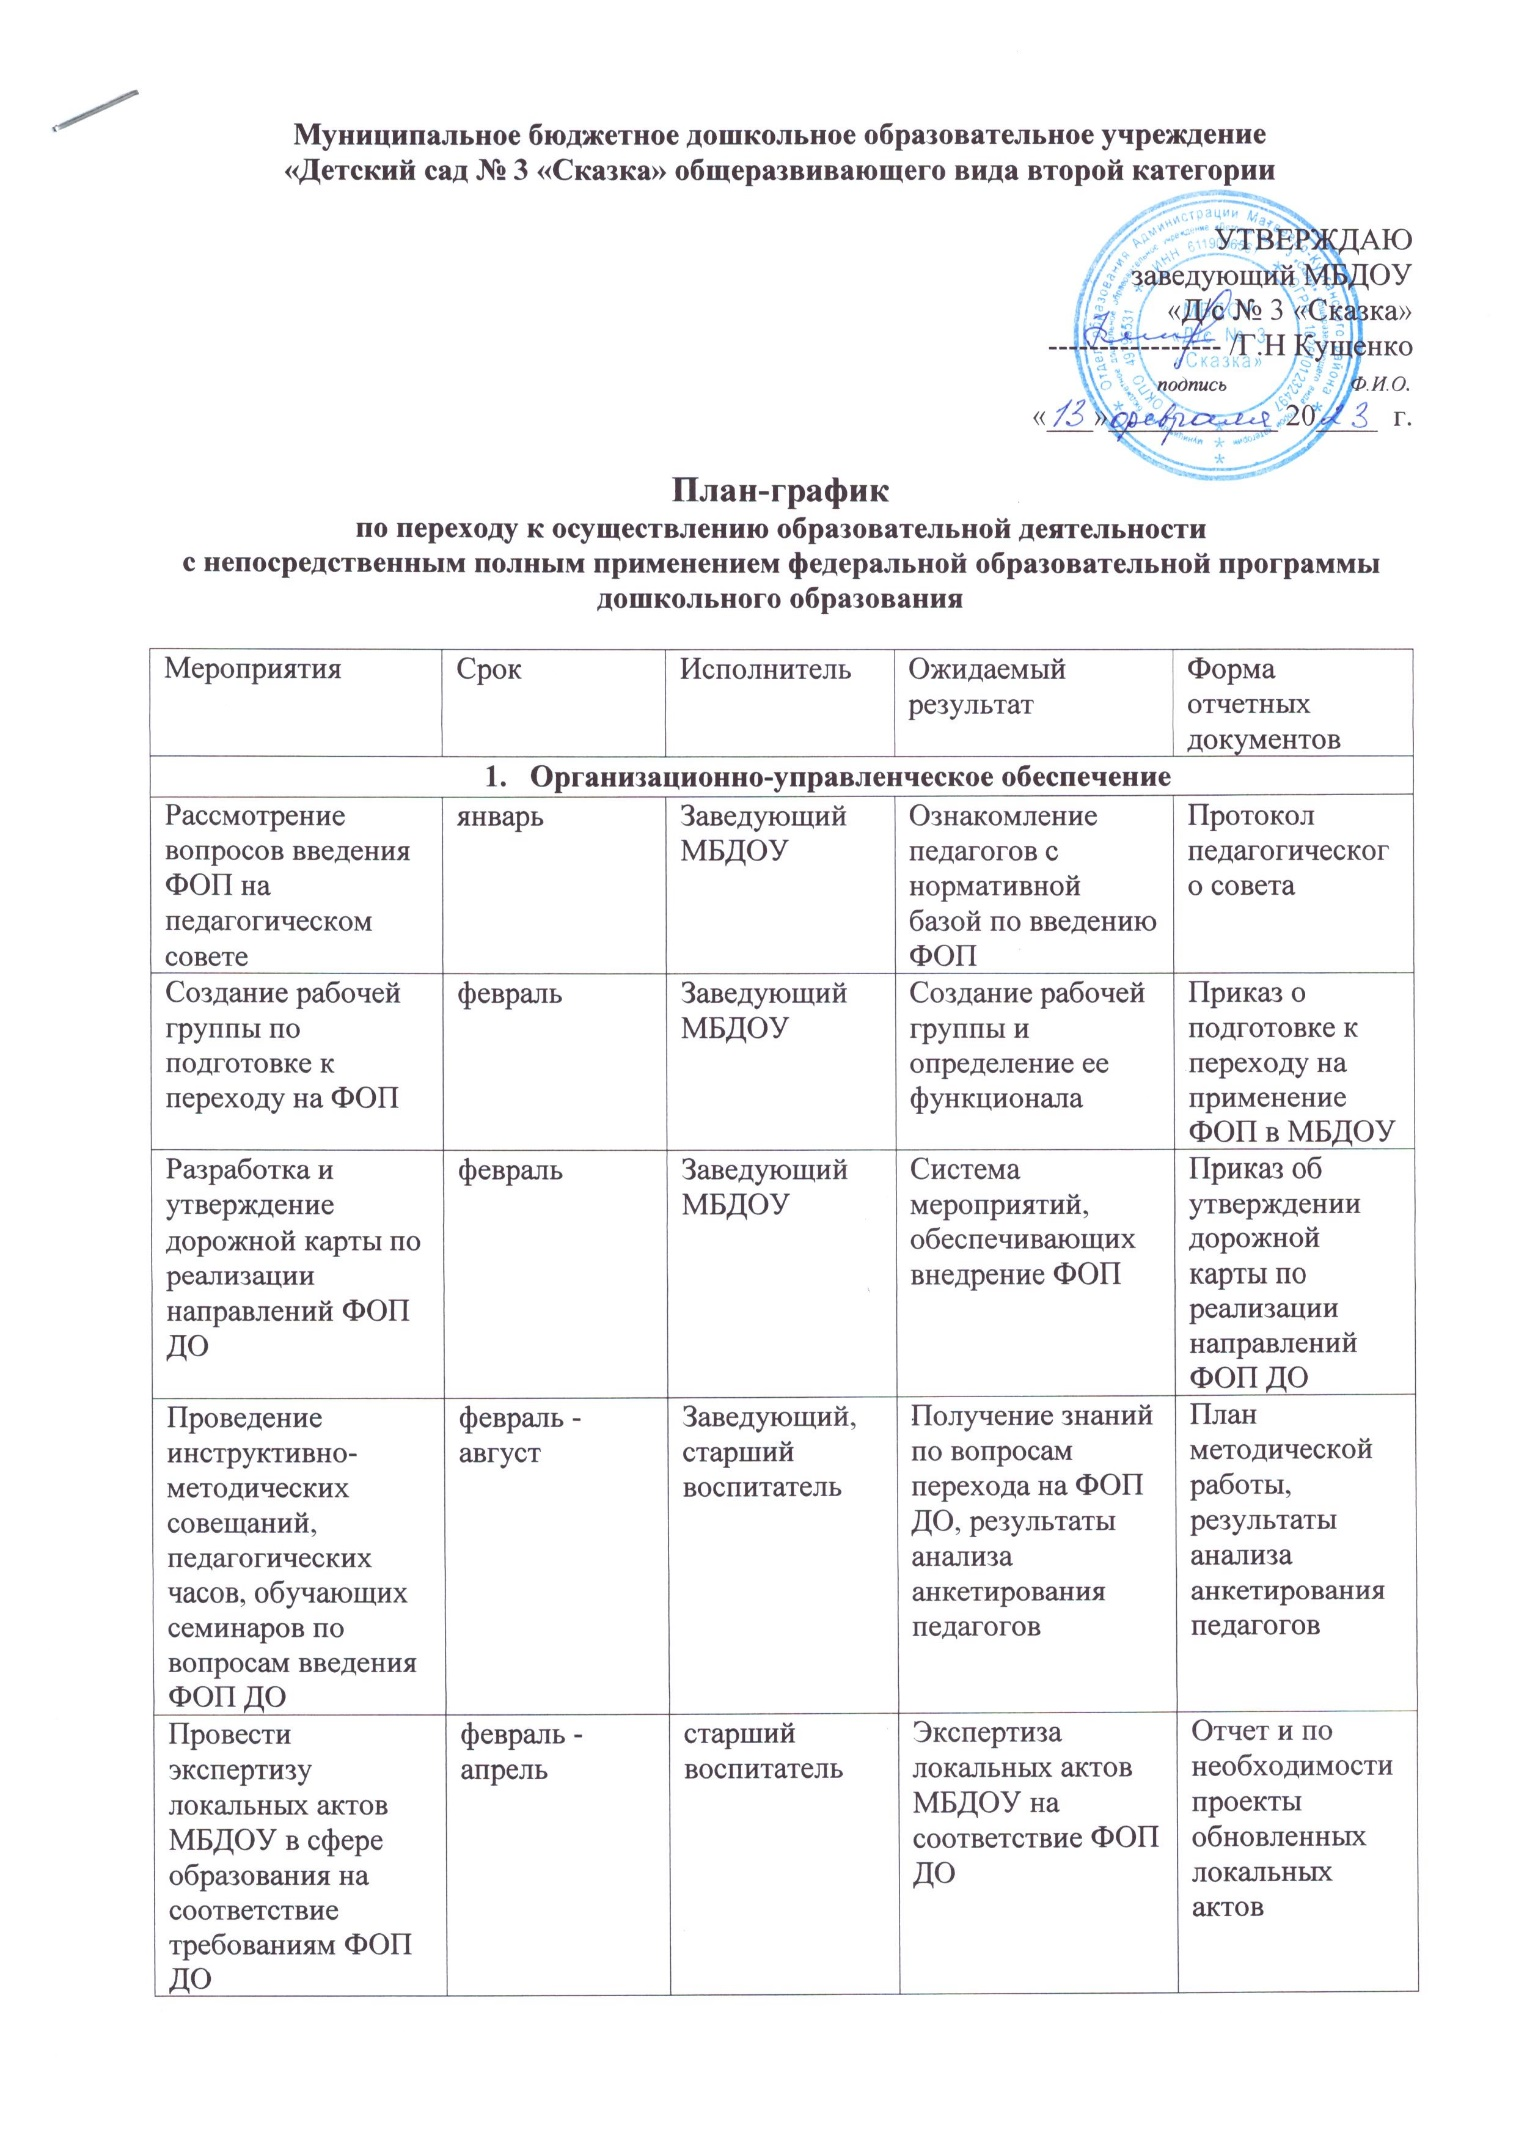 Муниципальное бюджетное дошкольное образовательное учреждение
«Детский сад № 3 «Сказка» общеразвивающего вида второй категории
УТВЕРЖДАЮ
заведующий МБДОУ
«Д/с № 3 «Сказка»
----------------- /Г.Н Кущенко
подпись Ф.И.О.
«13» февраля 2023 г.
План-график
по переходу к осуществлению образовательной деятельности
с непосредственным полным применением федеральной образовательной программы
дошкольного образования
Мероприятия
Срок
Исполнитель
Ожидаемый
результат
Форма
отчетных
документов
1. Организационно-управленческое обеспечение
Рассмотрение
вопросов введения
ФОП на
педагогическом
совете
январь
Заведующий
МБДОУ
Ознакомление
педагогов с
нормативной
базой по введению
ФОП
Протокол
педагогическог
о совета
Создание рабочей
группы по
подготовке к
переходу на ФОП
февраль
Заведующий
МБДОУ
Создание рабочей
группы и
определение ее
функционала
Приказ о
подготовке к
переходу на
применение
ФОП в МБДОУ
Разработка и
утверждение
дорожной карты по
реализации
направлений ФОП
ДО
февраль
Заведующий
МБДОУ
Система
мероприятий,
обеспечивающих
внедрение ФОП
Приказ об
утверждении
дорожной
карты по
реализации
направлений
ФОП ДО
Проведение
инструктивно-
методических
совещаний,
педагогических
часов, обучающих
семинаров по
вопросам введения
ФОП ДО
февраль -
август
Заведующий,
старший
воспитатель
Получение знаний
по вопросам
перехода на ФОП
ДО, результаты
анализа
анкетирования
педагогов
План
методической
работы,
результаты
анализа
анкетирования
педагогов
Провести
экспертизу
локальных актов
МБДОУ в сфере
образования на
соответствие
требованиям ФОП
ДО
февраль -
апрель
старший
воспитатель
Экспертиза
локальных актов
МБДОУ на
соответствие ФОП
ДО
Отчет и по
необходимости
проекты
обновленных
локальных
актов